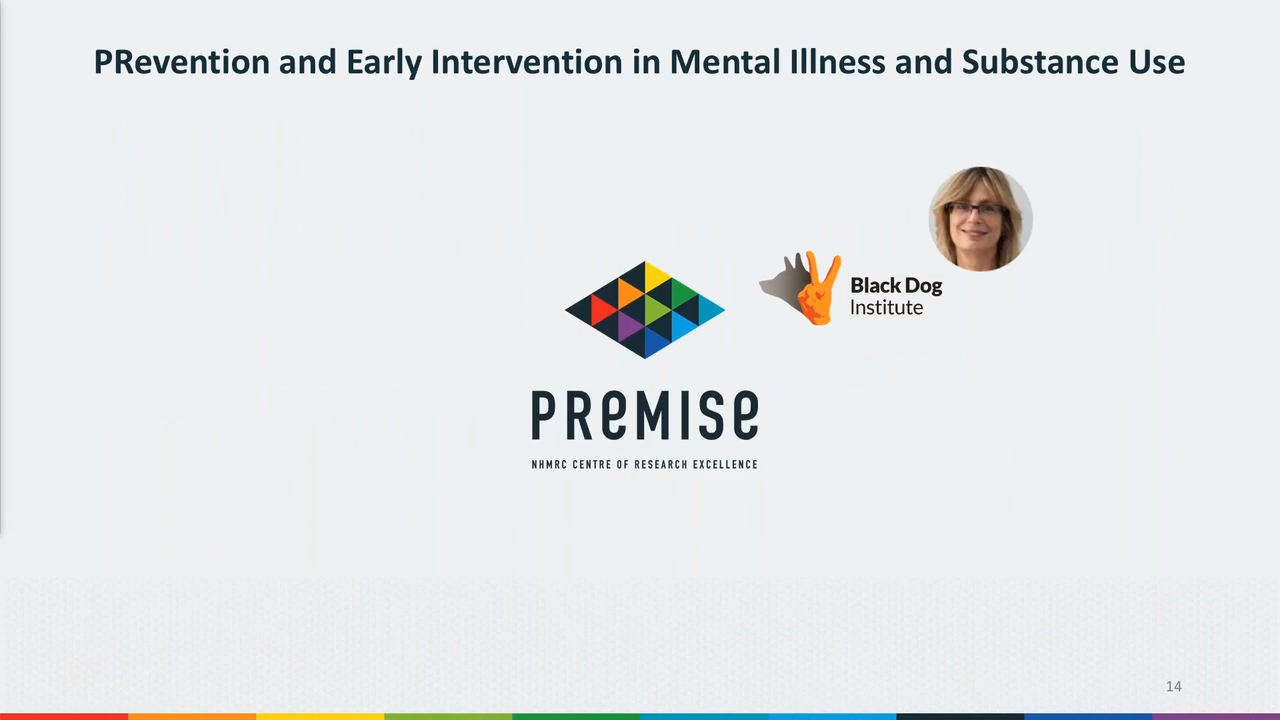 PRevention and Early Intervention in Mental Illness and Substance Use
Black Dog
Institute
PREMISE
NHMRC CENTRE OF RESEARCH EXCELLENCE
14